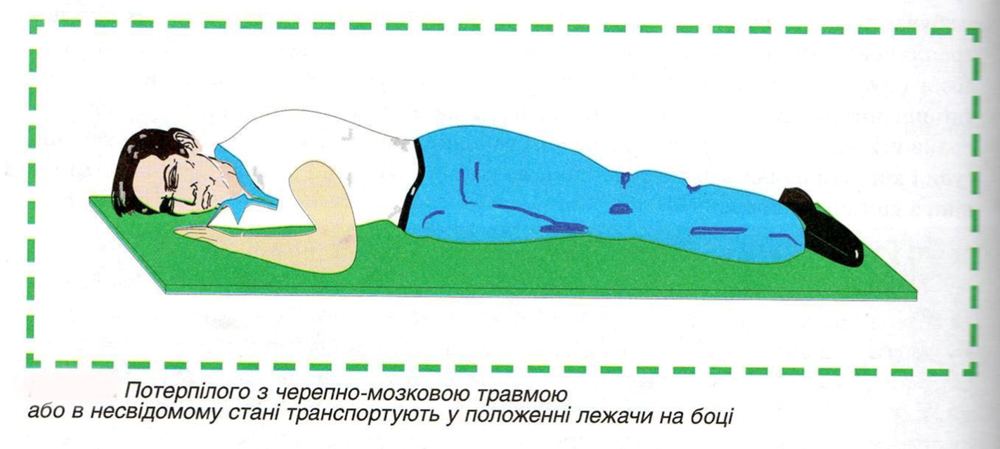 Потерпілого з черепно-мозковою травмою
або в несвідомому стані транспортують у положенні лежачи на боці